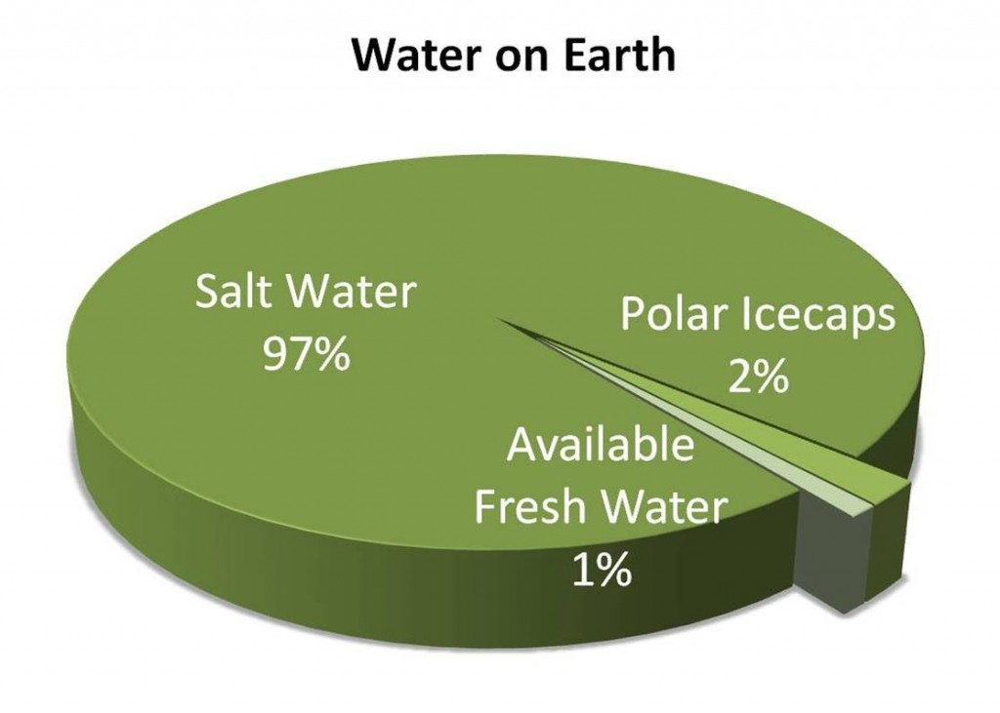 Water on Earth
Salt Water
97%
Polar Icecaps
2%
Available
Fresh Water
1%